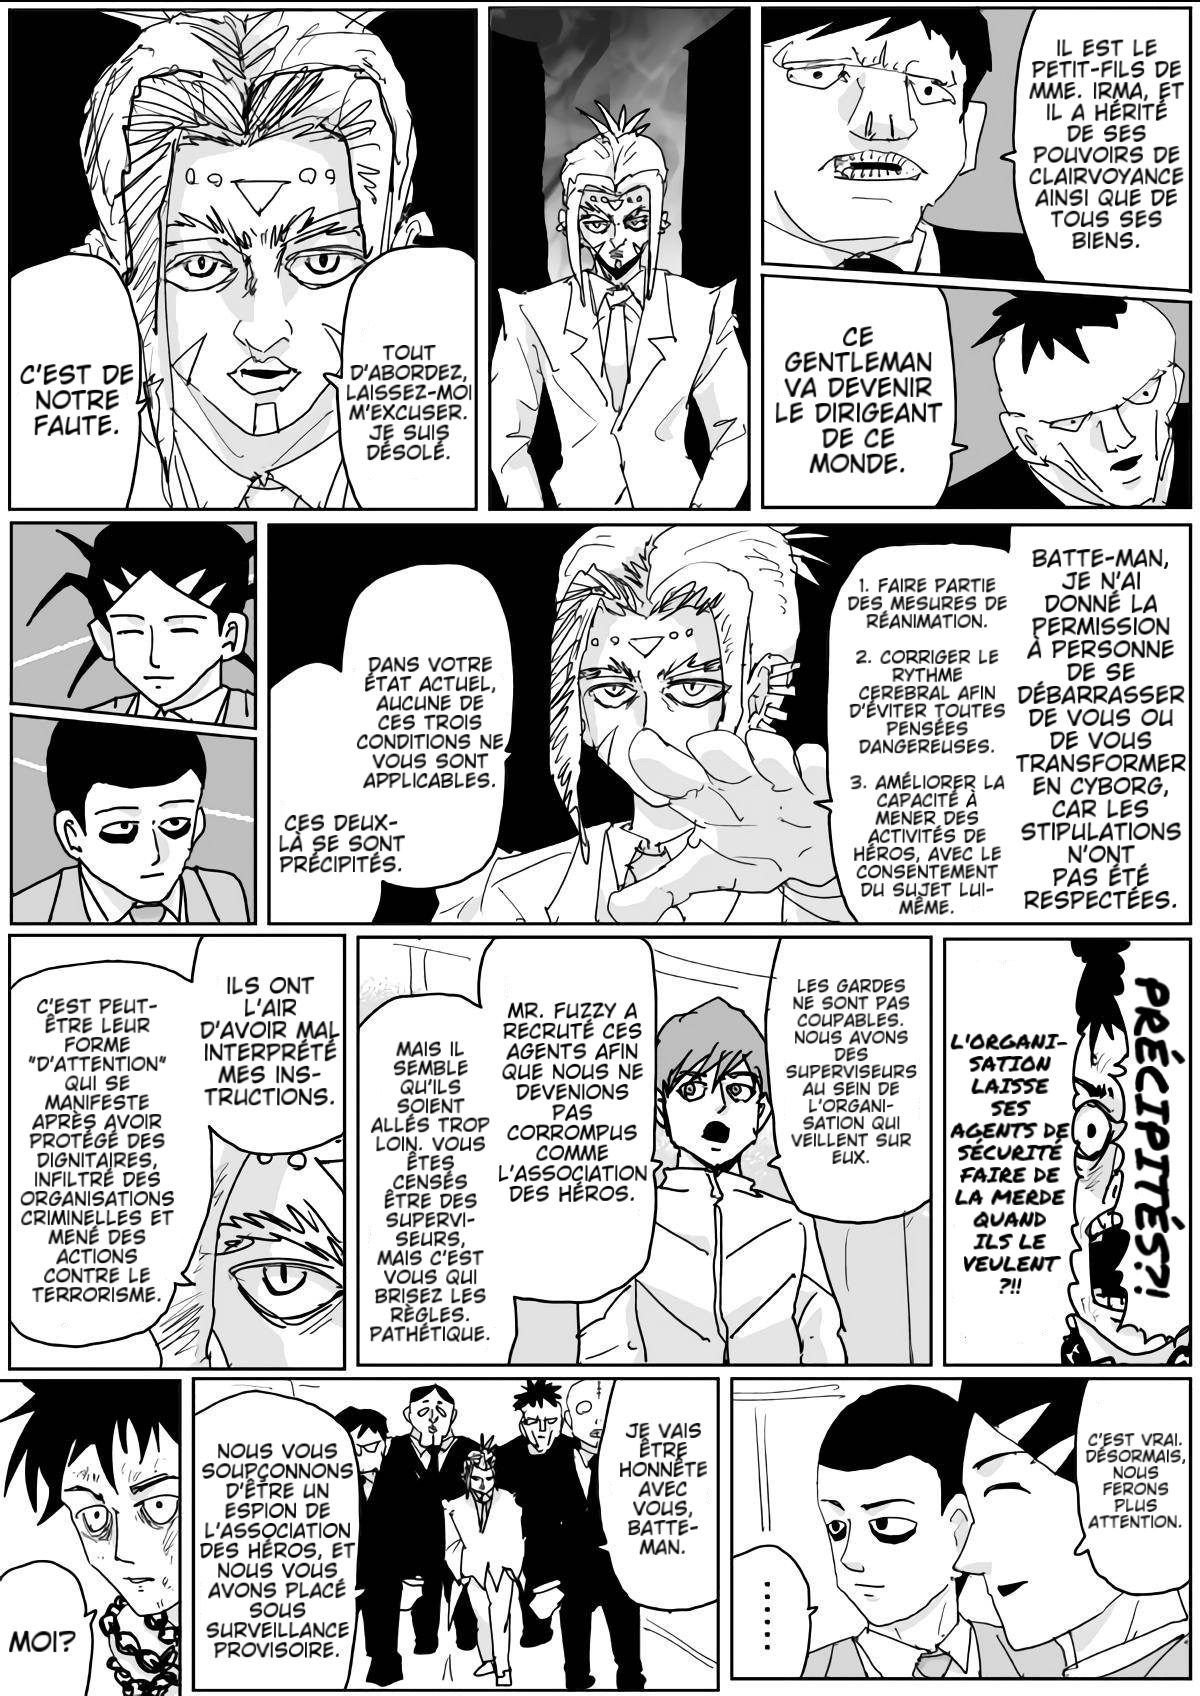 IL EST LE
PETIT-FILS DE
MME. IRMA, ET
IL A HÉRITÉ
DE SES
POUVOIRS DE
CLAIRVOYANCE
AINSI QUE DE
TOUS SES
BIENS.
CE
GENTLEMAN
VA DEVENIR
LE DIRIGEANT
DE CE
MONDE.
TOUT
D'ABORDEZ,
LAISSEZ-MOI
M'EXCUSER.
JE SUIS
DÉSOLÉ.
C'EST DE
NOTRE
FAUTE.
BATTE-MAN,
JE N'AI
DONNÉ LA
PERMISSION
À PERSONNE
DE SE
DÉBARRASSER
DE VOUS OU
DE VOUS
TRANSFORMER
EN CYBORG,
CAR LES
STIPULATIONS
N'ONT
PAS ÉTÉ
RESPECTÉES.
1. FAIRE PARTIE
DES MESURES DE
RÉANIMATION.
2. CORRIGER LE
RYTHME
CEREBRAL AFIN
D'ÉVITER TOUTES
PENSÉES
DANGEREUSES.
3. AMÉLIORER LA
CAPACITÉ À
MENER DES
ACTIVITÉS DE
HÉROS, AVEC LE
CONSENTEMENT
DU SUJET LUI-
MÊME.
DANS VOTRE
ÉTAT ACTUEL,
AUCUNE DE
CES TROIS
CONDITIONS NE
VOUS SONT
APPLICABLES.
CES DEUX-
LÀ SE SONT
PRÉCIPITÉS.
PRÉCIPITÉS?!
L'ORGANI-
SATION
LAISSE
SES
AGENTS DE
SÉCURITÉ
FAIRE DE
LA MERDE
QUAND
ILS LE
VEULENT
?!!
LES GARDES
NE SONT PAS
COUPABLES.
NOUS AVONS
DES
SUPERVISEURS
AU SEIN DE
L'ORGANI-
SATION QUI
VEILLENT SUR
EUX.
MR. FUZZY A
RECRUTÉ CES
AGENTS AFIN
QUE NOUS NE
DEVENIONS
PAS
CORROMPUS
COMME
L'ASSOCIATION
DES HÉROS.
MAIS IL
SEMBLE
QU'ILS
SOIENT
ALLÉS TROP
LOIN. VOUS
ÊTES
CENSÉS
ÊTRE DES
SUPERVI-
SEURS,
MAIS C'EST
VOUS QUI
BRISEZ LES
RÈGLES.
PATHÉTIQUE.
ILS ONT
L'AIR
D'AVOIR MAL
INTERPRÉTÉ
MES INS-
TRUCTIONS.
C'EST PEUT-
ÊTRE LEUR
FORME
"D'ATTENTION"
QUI SE
MANIFESTE
APRÈS AVOIR
PROTÉGÉ DES
DIGNITAIRES,
INFILTRÉ DES
ORGANISATIONS
CRIMINELLES ET
MENÉ DES
ACTIONS
CONTRE LE
TERRORISME.
C'EST VRAI.
DÉSORMAIS,
NOUS
FERONS
PLUS
ATTENTION.
......
JE VAIS
ÊTRE
HONNÊTE
AVEC
VOUS,
BATTE-
MAN.
NOUS VOUS
SOUPÇONNONS
D'ÊTRE UN
ESPION DE
L'ASSOCIATION
DES HÉROS, ET
NOUS VOUS
AVONS PLACÉ
SOUS
SURVEILLANCE
PROVISOIRE.
MOI?